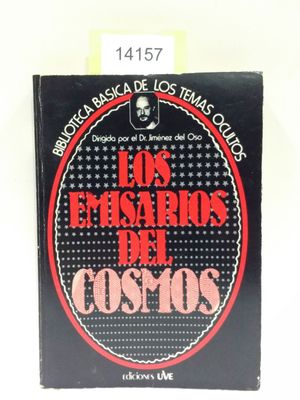 14157
BIBLIOTECA BASICA DE LOS TEMAS OCULTOS
Dirigida por el Dr. Jiménez del Oso
LOS
EMISARIOS
DEL
COSMOS
ediciones UVE